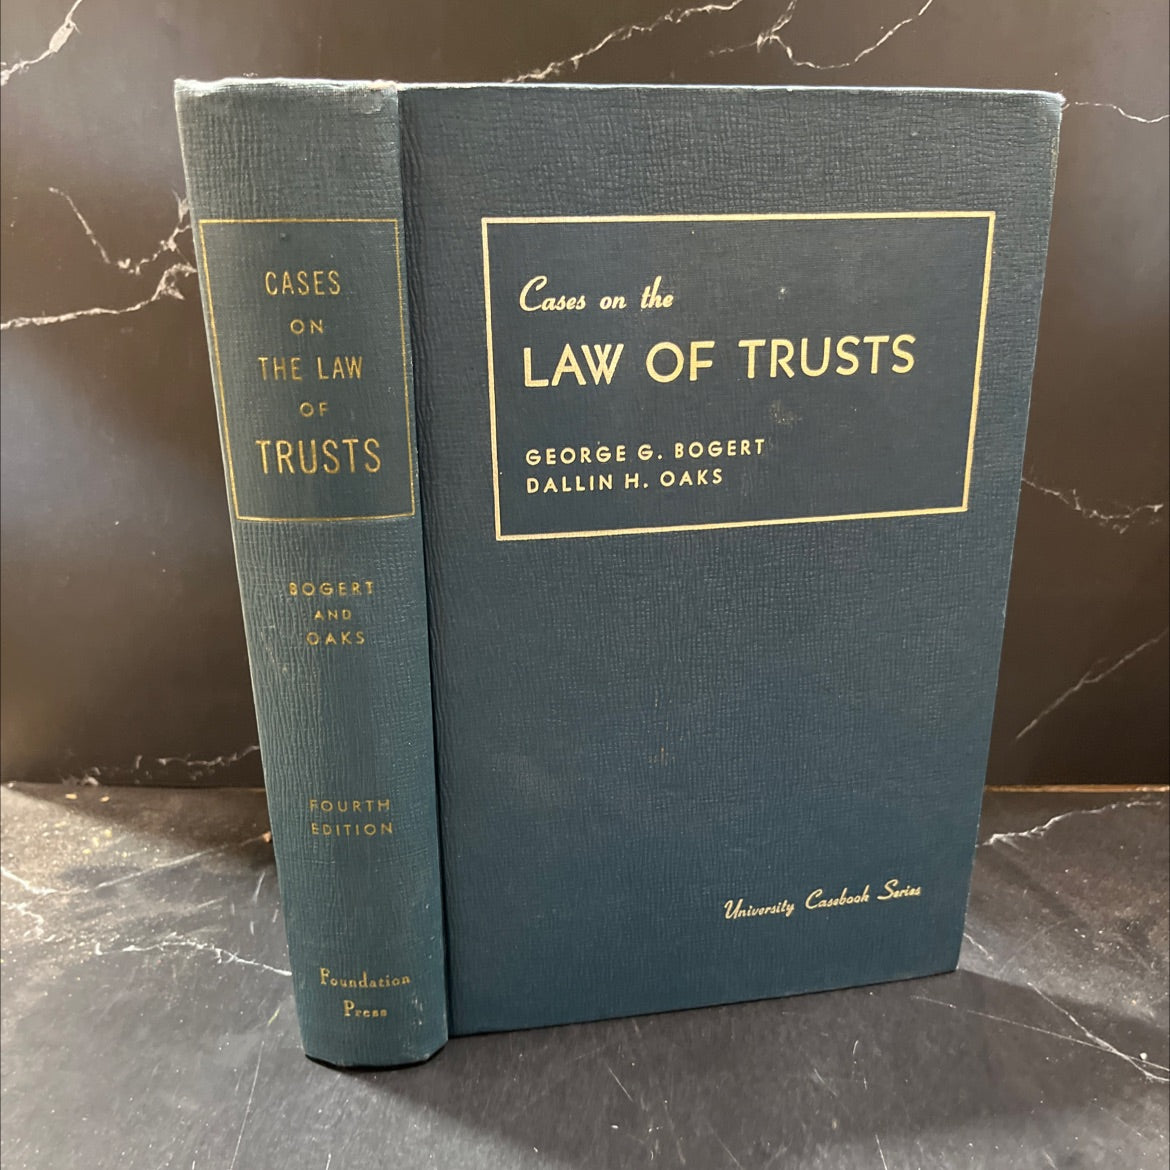 CASES
ON
THE LAW
OF
TRUSTS
BOGERT
AND
OAKS
FOURTH
EDITION
Foundation
Press
Cases on the
LAW OF TRUSTS
GEORGE G. BOGERT
DALLIN H. OAKS
University Casebook Series